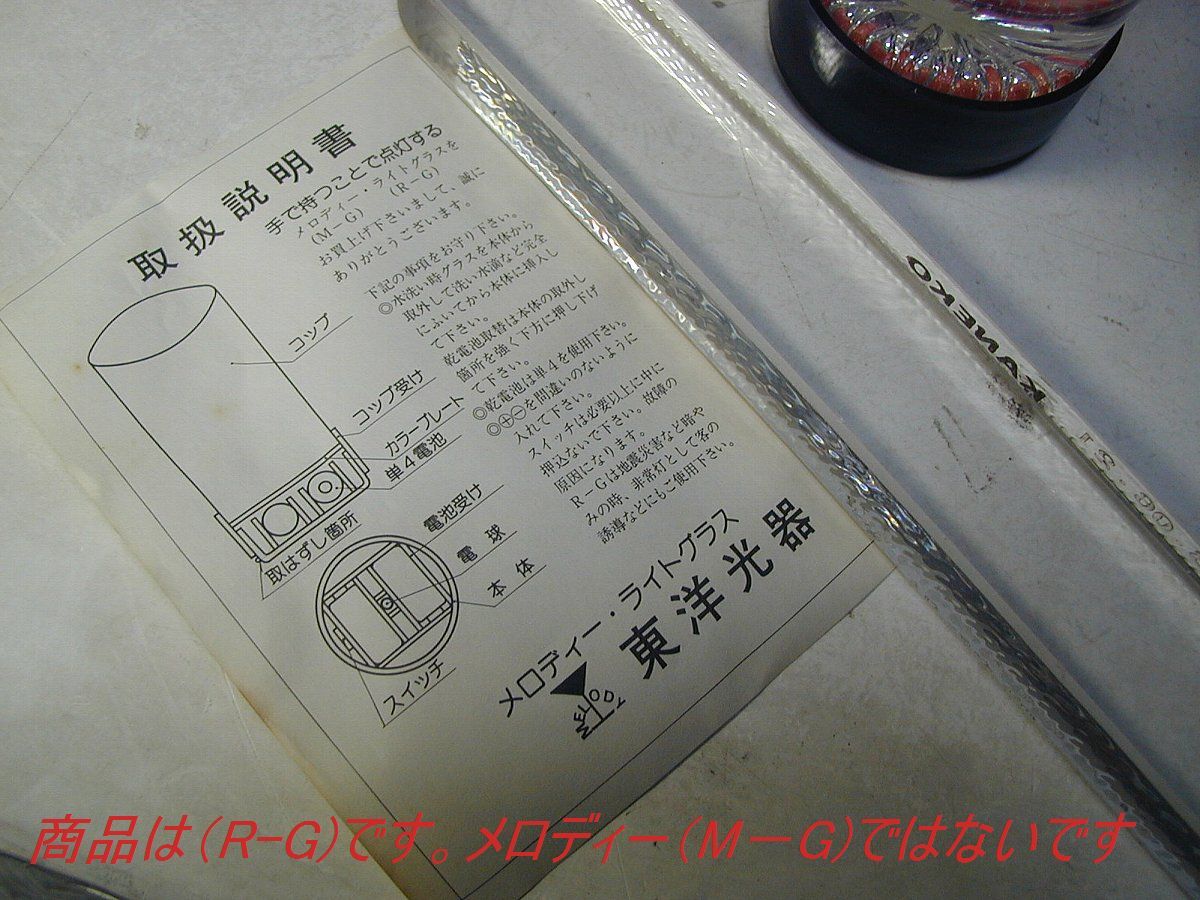 取扱説明書
手で持つことで点灯する
メロディー・ライトグラスを
(M-G) (R-G)
お買上げ下さいまして、誠に
ありがとうございます。
下記の事項をお守り下さい。
◎水洗い時グラスを本体から
取外して洗い水滴など完全
にふいてから本体に挿入し
て下さい。
乾電池取替は本体の取外し
箇所を強く下方に押し下げ
て下さい。
◎乾電池は単4を使用下さい。
◎⊕⊖を間違いのないように
入れて下さい。
スイッチは必要以上に中に
押込ないで下さい。故障の
原因になります。
R-Gは地震災害など暗や
みの時、非常灯として客の
誘導などにもご使用下さい。
コップ
コップ受け
カラープレート
単4電池
取はずし箇所
電池受け
電球
本体
スイッチ
メロディー・ライトグラス
東洋光器
MELODY
KANEKO
商品は(R-G)です。メロディー(M-G)ではないです